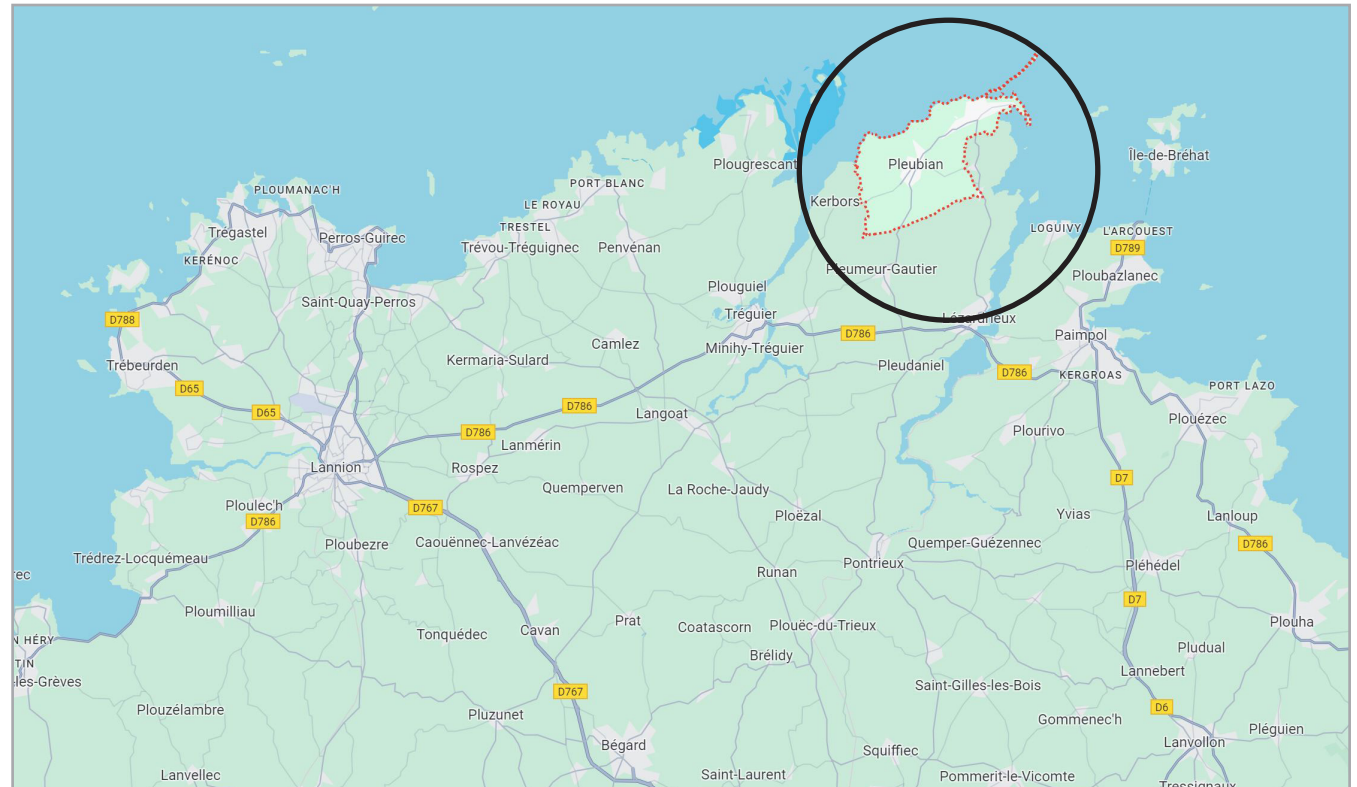 Plougrescant
Pleubian
Île-de-Bréhat
PORT BLANC
PLOUMANAC'H
Kerbors
LE ROYAU
TRESTEL
LOGUIVY
L'ARCOUEST
Trégastel
Perros-Guirec
Trévou-Tréguignec
Penvénan
D789
KERÉNOC
Pleumeur-Gautier
Ploubazlanec
Plouguiel
Saint-Quay-Perros
Tréguier
Lézardrieux
D788
D786
Paimpol
Camlez
Minihy-Tréguier
Kermaria-Sulard
Trébeurden
Pleudaniel
D786
KERGROAS
PORT LAZO
D65
D786
D65
Langoat
Plouézec
D786
Lanmérin
Plourivo
Lannion
Rospez
D7
Quemperven
La Roche-Jaudy
Ploulec'h
D767
Ploëzal
Yvias
Lanloup
D786
Ploubezre
Caouënnec-Lanvézéac
Quemper-Guézennec
D786
Trédrez-Locquémeau
Pontrieux
Pléhédel
rec
Runan
D7
Ploumilliau
Prat
Coatascorn
Plouëc-du-Trieux
Plouha
Tonquédec
Cavan
N HÉRY
Brélidy
Pludual
TIN
Lannebert
les-Grèves
Saint-Gilles-les-Bois
D767
Plouzélambre
Pluzunet
D6
Gommenec'h
Pléguien
Bégard
Squiffiec
Lanvollon
Lanvellec
Saint-Laurent
Pommerit-le-Vicomte
Tressignaux